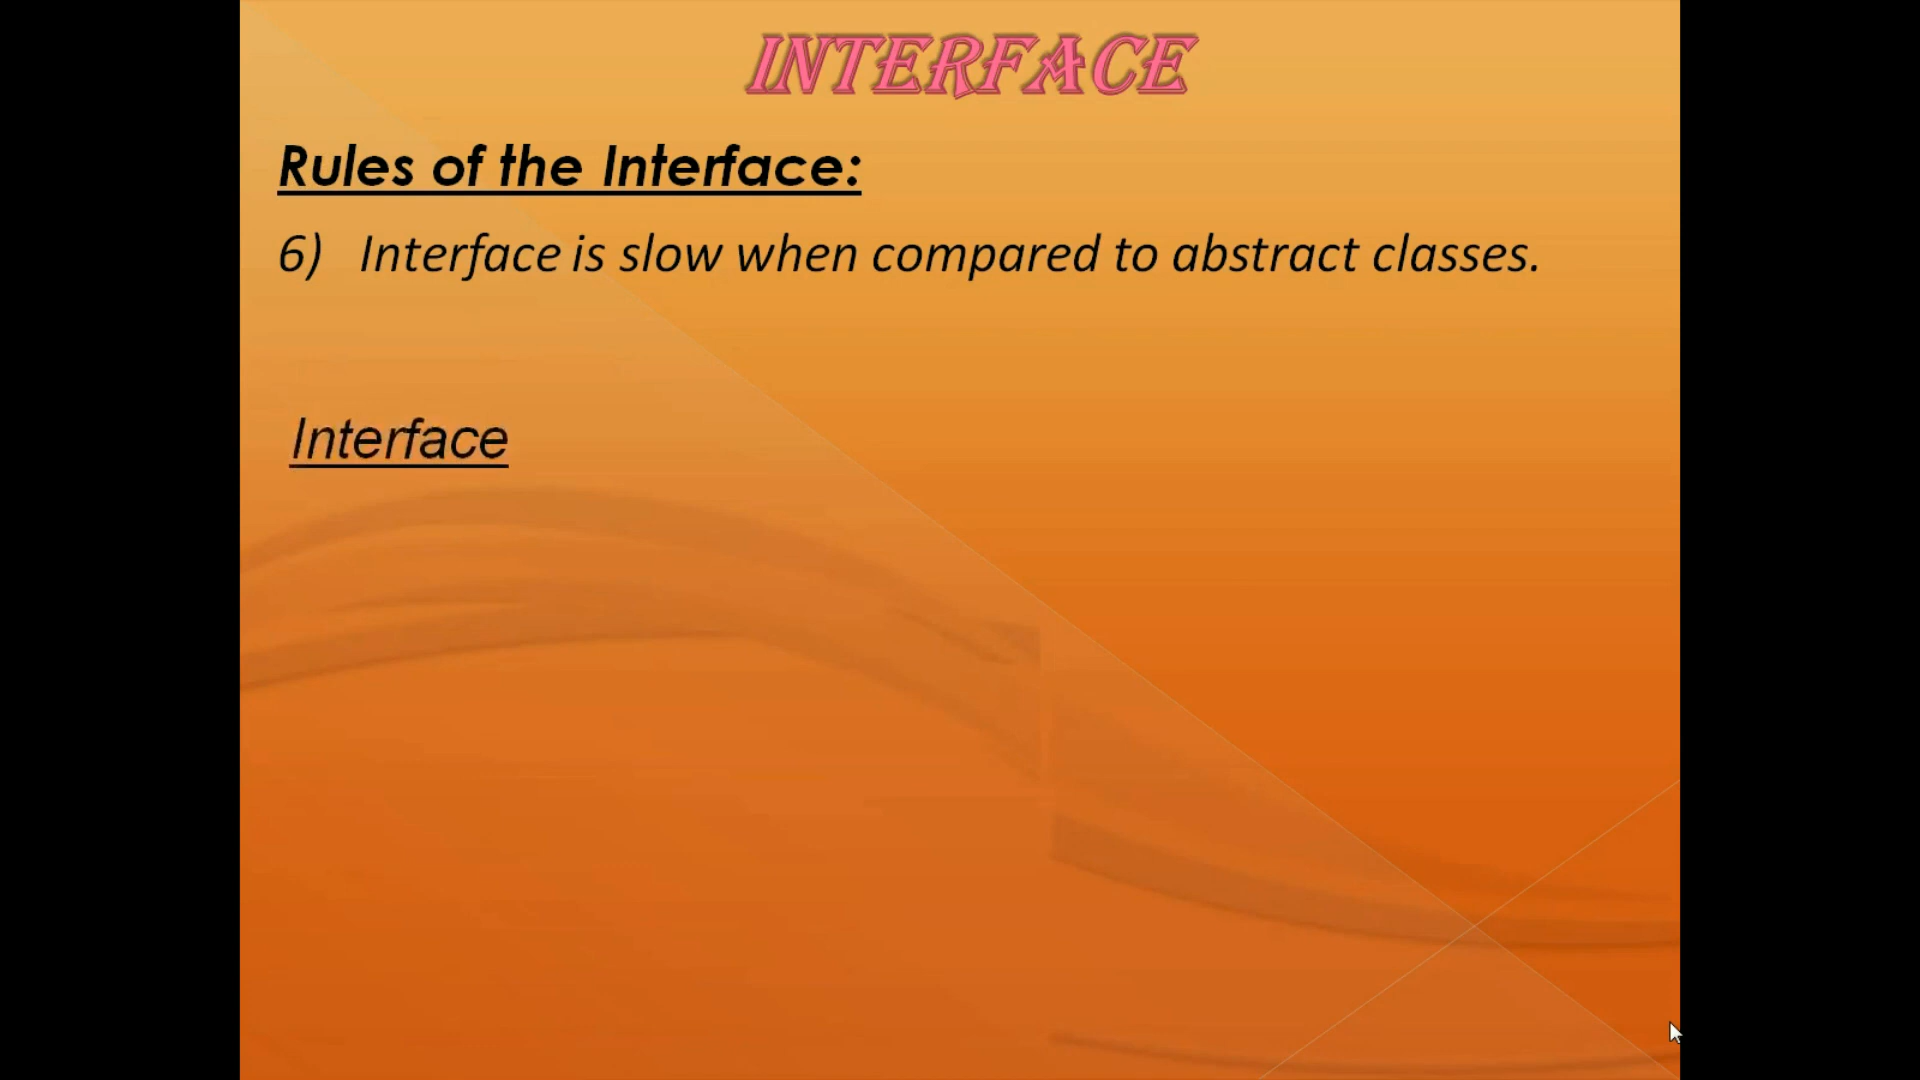 INTERFACE
Rules of the Interface:
6) Interface is slow when compared to abstract classes.
Interface